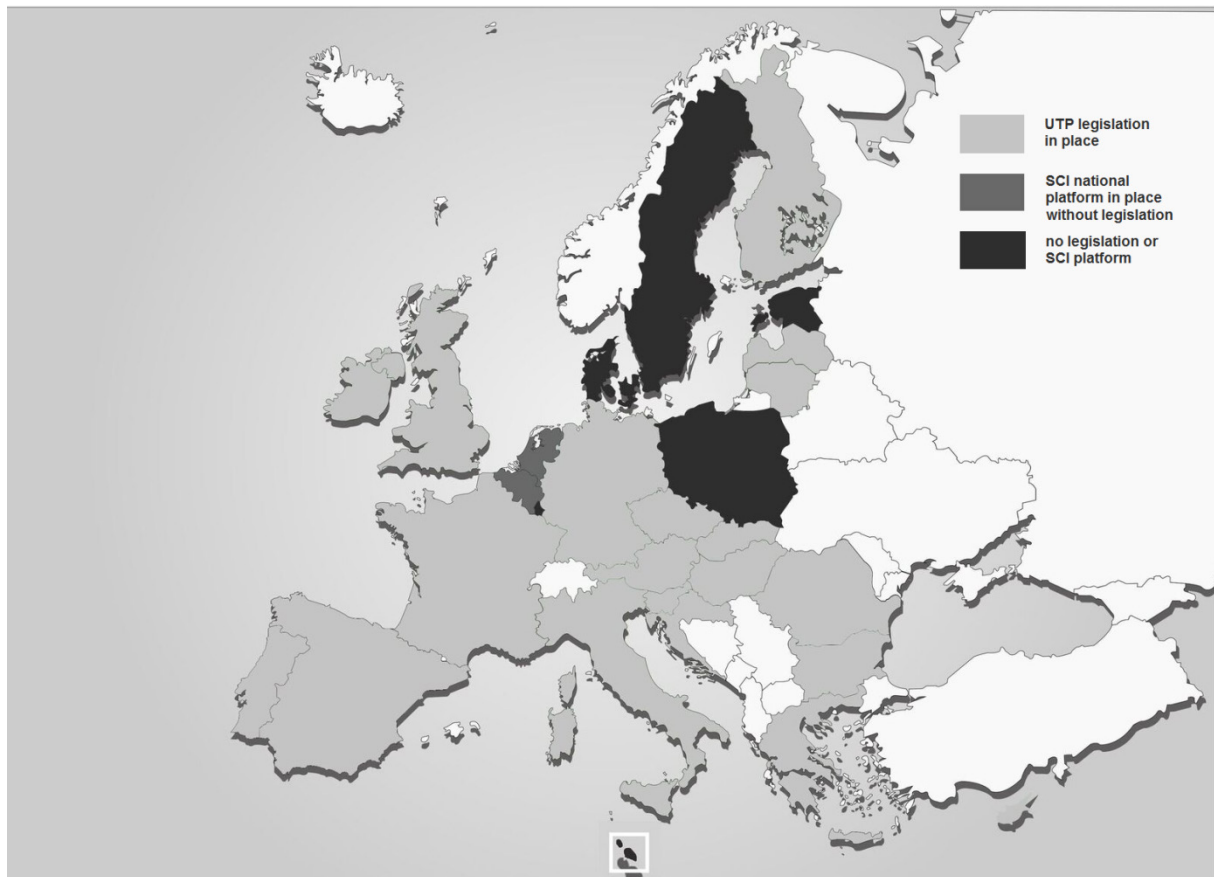 UTP legislation
in place
SCI national
platform in place
without legislation
no legislation or
SCI platform